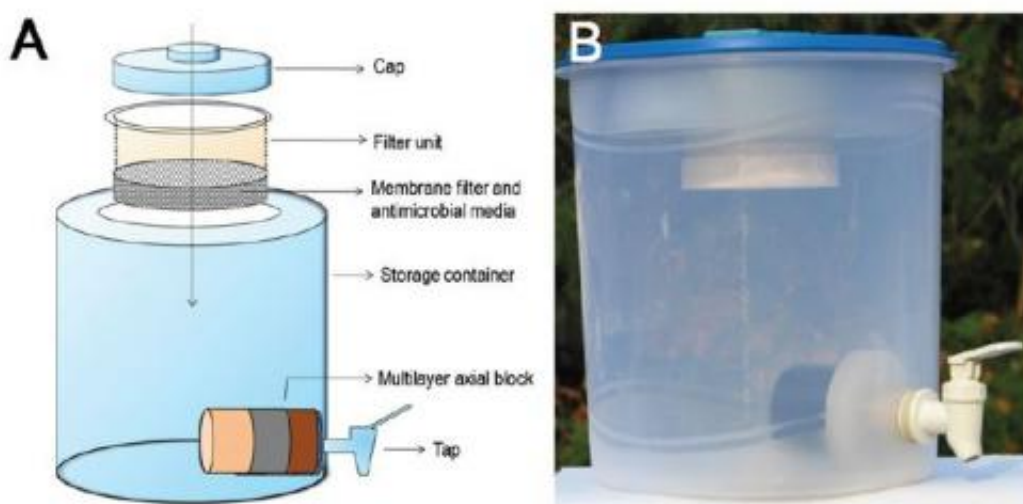 A
Cap
Filter unit
Membrane filter and
antimicrobial media
Storage container
Multilayer axial block
Tap
B